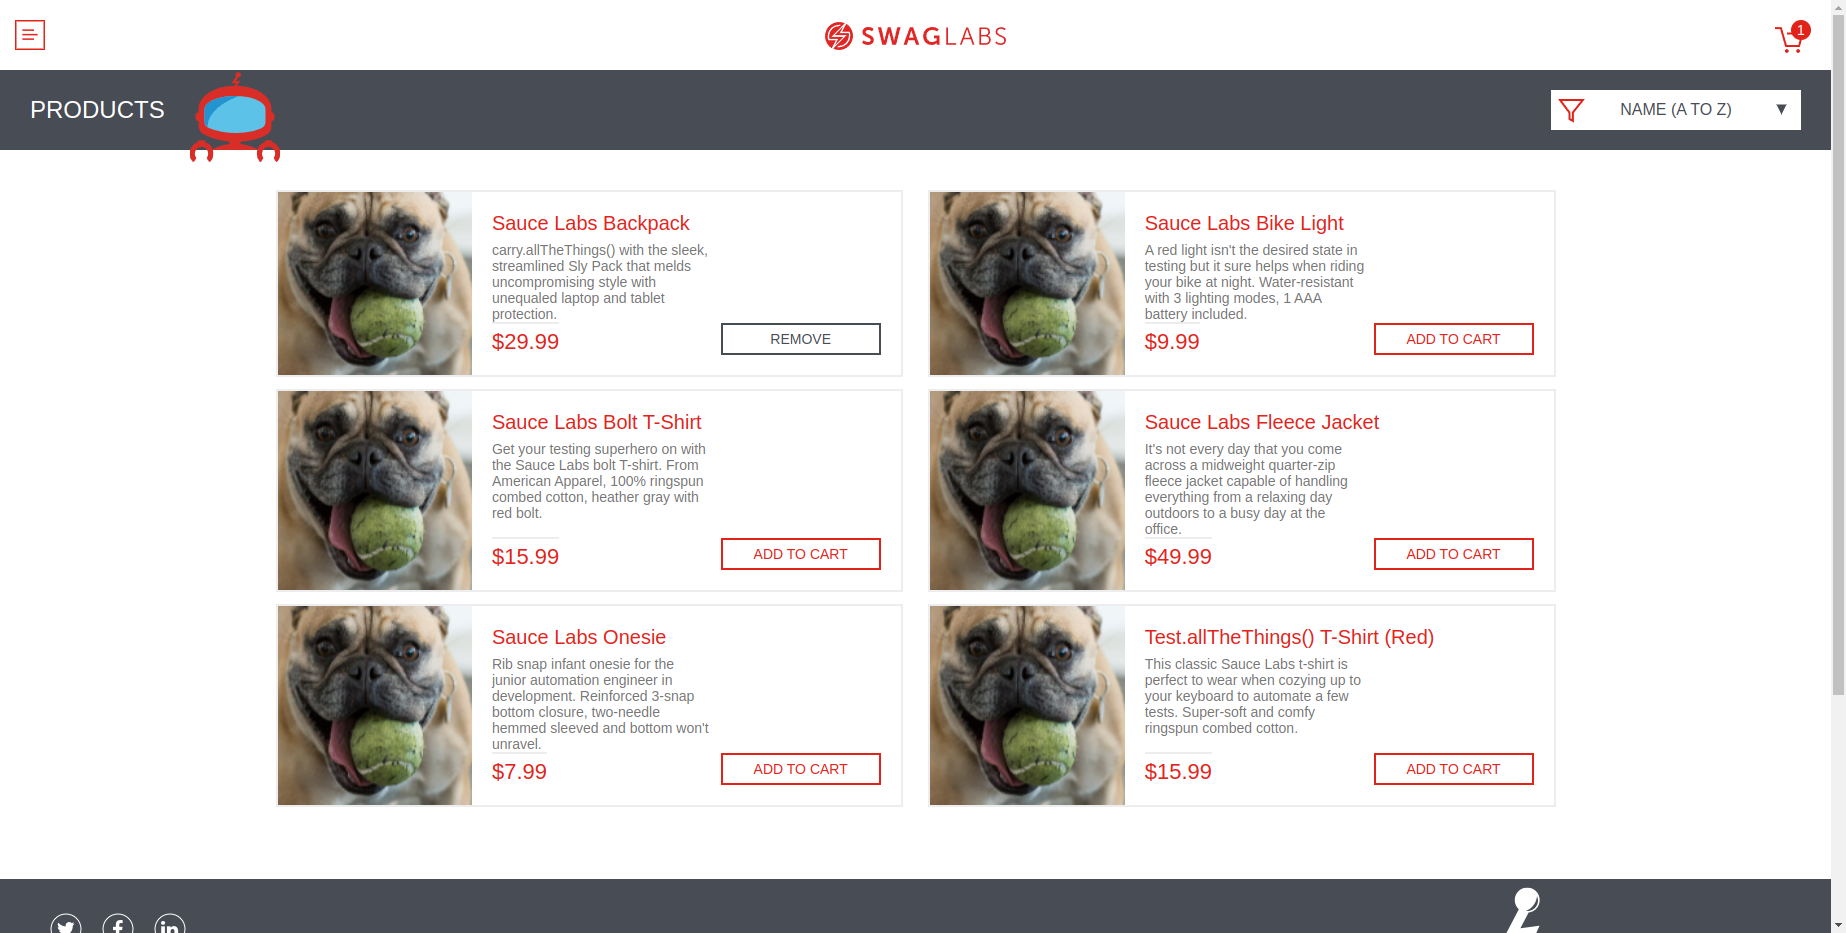 SWAGLABS
1
PRODUCTS
NAME (A TO Z)
Sauce Labs Backpack
carry.allTheThings() with the sleek,
streamlined Sly Pack that melds
uncompromising style with
unequaled laptop and tablet
protection.
$29.99
REMOVE
Sauce Labs Bike Light
A red light isn't the desired state in
testing but it sure helps when riding
your bike at night. Water-resistant
with 3 lighting modes, 1 AAA
battery included.
$9.99
ADD TO CART
Sauce Labs Bolt T-Shirt
Get your testing superhero on with
the Sauce Labs bolt T-shirt. From
American Apparel, 100% ringspun
combed cotton, heather gray with
red bolt.
$15.99
ADD TO CART
Sauce Labs Fleece Jacket
It's not every day that you come
across a midweight quarter-zip
fleece jacket capable of handling
everything from a relaxing day
outdoors to a busy day at the
office.
$49.99
ADD TO CART
Sauce Labs Onesie
Rib snap infant onesie for the
junior automation engineer in
development. Reinforced 3-snap
bottom closure, two-needle
hemmed sleeved and bottom won't
unravel.
$7.99
ADD TO CART
Test.allTheThings() T-Shirt (Red)
This classic Sauce Labs t-shirt is
perfect to wear when cozying up to
your keyboard to automate a few
tests. Super-soft and comfy
ringspun combed cotton.
$15.99
ADD TO CART